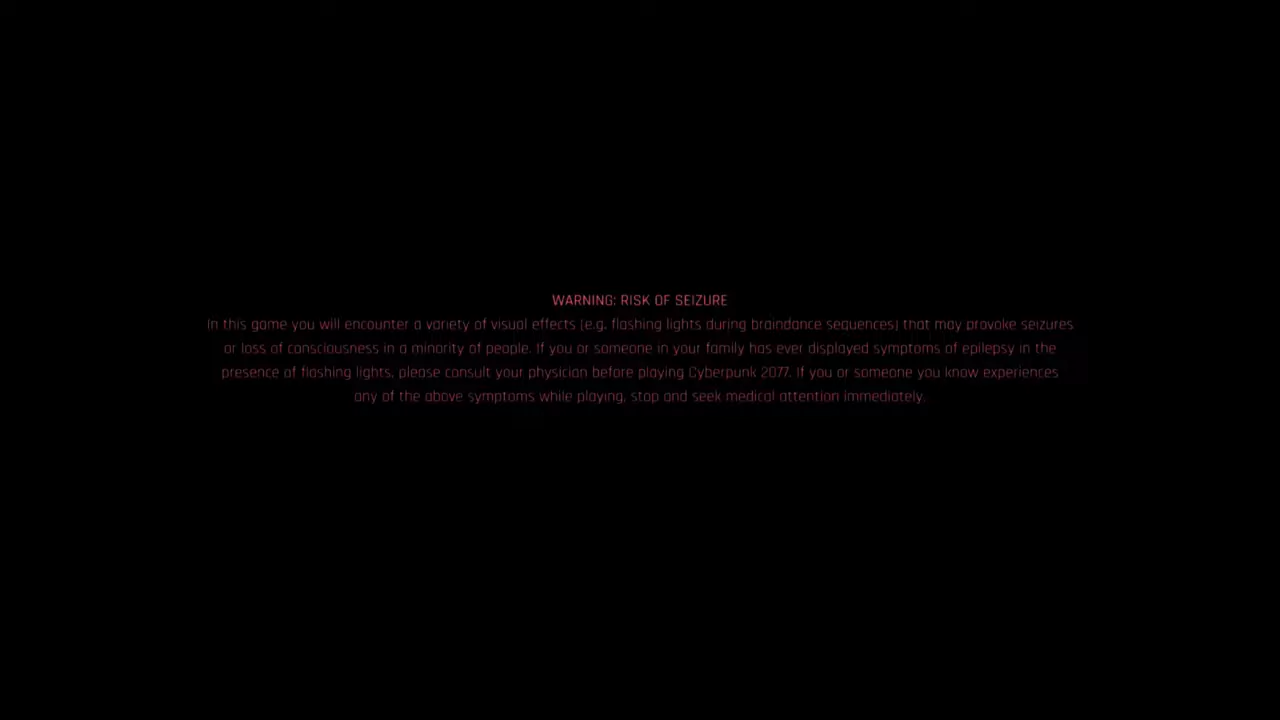 WARNING: RISK OF SEIZURE
In this game you will encounter a variety of visual effects [e.g. flashing lights during braindance sequences] that may provoke seizures
or loss of consciousness in a minority of people. If you or someone in your family has ever displayed symptoms of epilepsy in the
presence of flashing lights, please consult your physician before playing Cyberpunk 2077. If you or someone you know experiences
any of the above symptoms while playing, stop and seek medical attention immediately.